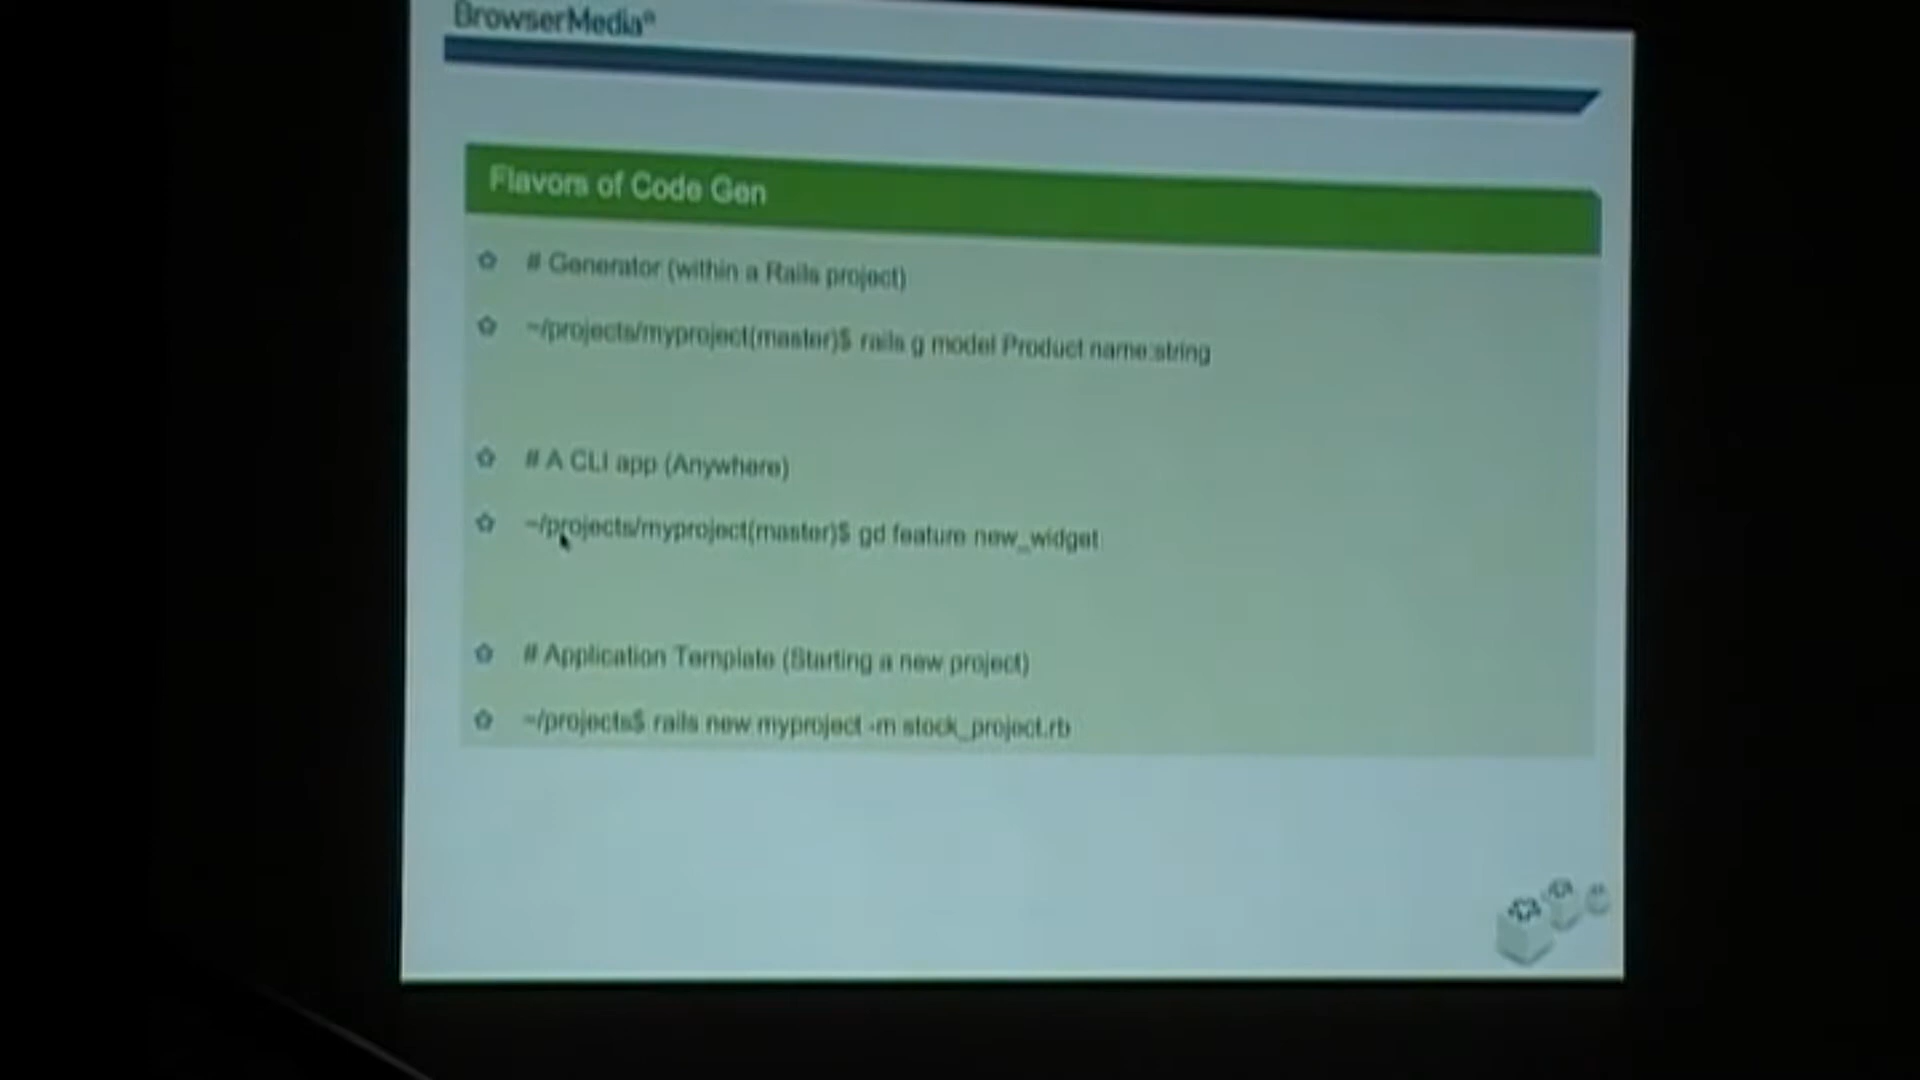 BrowserMedia®
Flavors of Code Gen
# Generator (within a Rails project)
~/projects/myproject(master)$ rails g model Product name:string
# A CLI app (Anywhere)
~/projects/myproject(master)$ gd feature new_widget
# Application Template (Starting a new project)
~/projects$ rails new myproject -m stock_project.rb